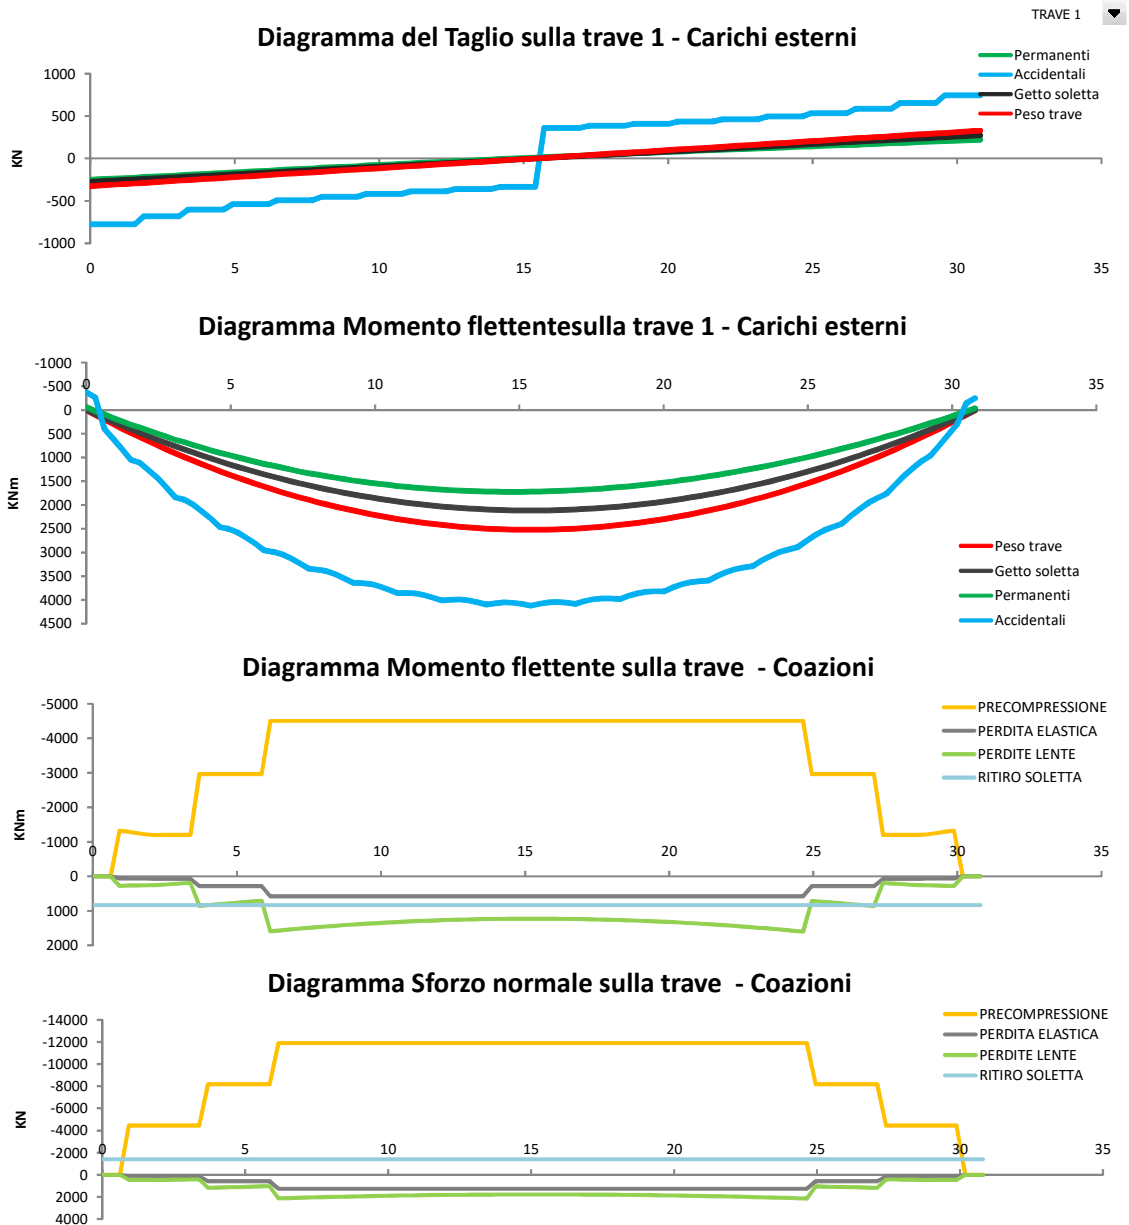 TRAVE 1
Diagramma del Taglio sulla trave 1 - Carichi esterni
Permanenti
Accidentali
Getto soletta
Peso trave
1000
500
0
-500
-1000
KN
0 5 10 15 20 25 30 35
Diagramma Momento flettentesulla trave 1 - Carichi esterni
-1000
-500
0
500
1000
1500
2000
2500
3000
3500
4000
4500
KNm
0 5 10 15 20 25 30 35
Peso trave
Getto soletta
Permanenti
Accidentali
Diagramma Momento flettente sulla trave - Coazioni
-5000
-4000
-3000
-2000
-1000
0
1000
2000
KNm
0 5 10 15 20 25 30 35
PRECOMPRESSIONE
PERDITA ELASTICA
PERDITE LENTE
RITIRO SOLETTA
Diagramma Sforzo normale sulla trave - Coazioni
-14000
-12000
-10000
-8000
-6000
-4000
-2000
0
2000
4000
KN
0 5 10 15 20 25 30 35
PRECOMPRESSIONE
PERDITA ELASTICA
PERDITE LENTE
RITIRO SOLETTA